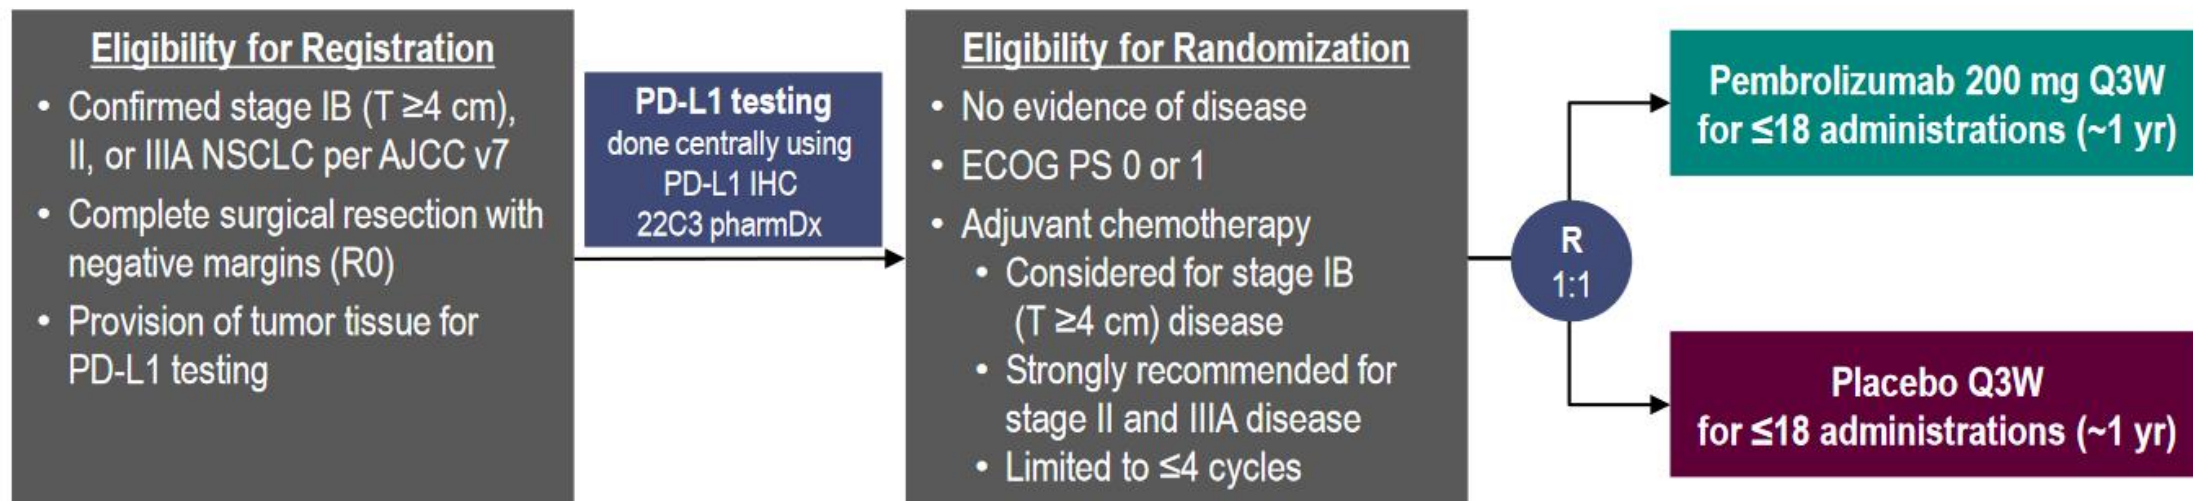 Eligibility for Registration
• Confirmed stage IB (T ≥4 cm),
II, or IIIA NSCLC per AJCC v7
• Complete surgical resection with
negative margins (R0)
• Provision of tumor tissue for
PD-L1 testing
PD-L1 testing
done centrally using
PD-L1 IHC
22C3 pharmDx
Eligibility for Randomization
• No evidence of disease
• ECOG PS 0 or 1
• Adjuvant chemotherapy
• Considered for stage IB
(T ≥4 cm) disease
• Strongly recommended for
stage II and IIIA disease
• Limited to ≤4 cycles
R
1:1
Pembrolizumab 200 mg Q3W
for ≤18 administrations (~1 yr)
Placebo Q3W
for ≤18 administrations (~1 yr)